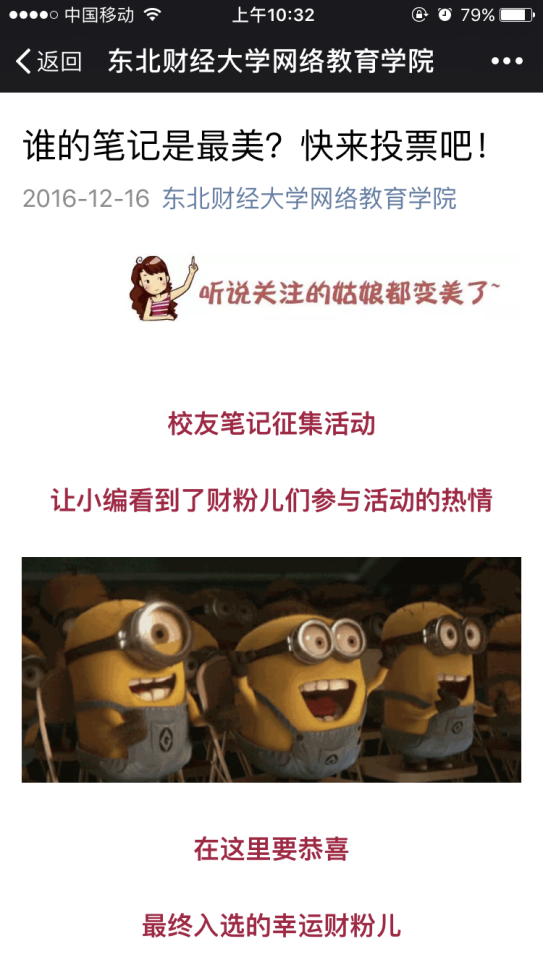 中国移动 上午10:32 79%
返回 东北财经大学网络教育学院
谁的笔记是最美？快来投票吧！
2016-12-16 东北财经大学网络教育学院
听说关注的姑娘都变美了~
校友笔记征集活动
让小编看到了财粉儿们参与活动的热情
在这里要恭喜
最终入选的幸运财粉儿